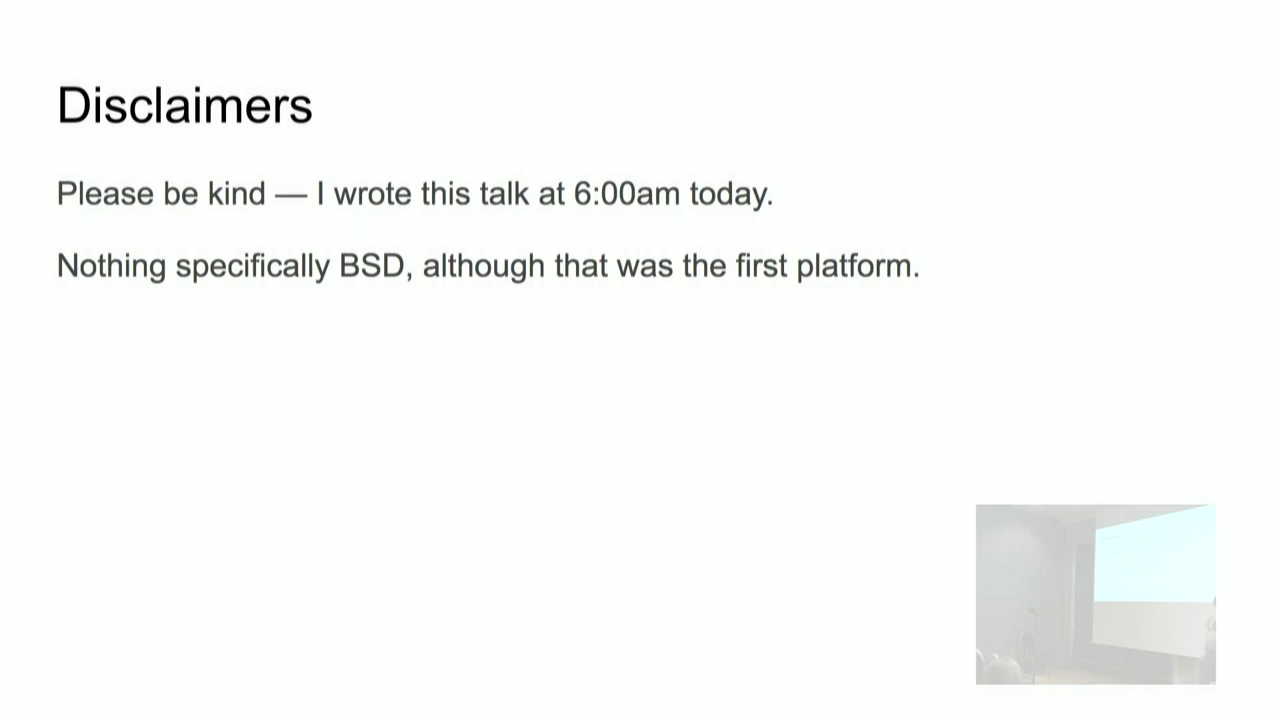 Disclaimers
Please be kind — I wrote this talk at 6:00am today.
Nothing specifically BSD, although that was the first platform.